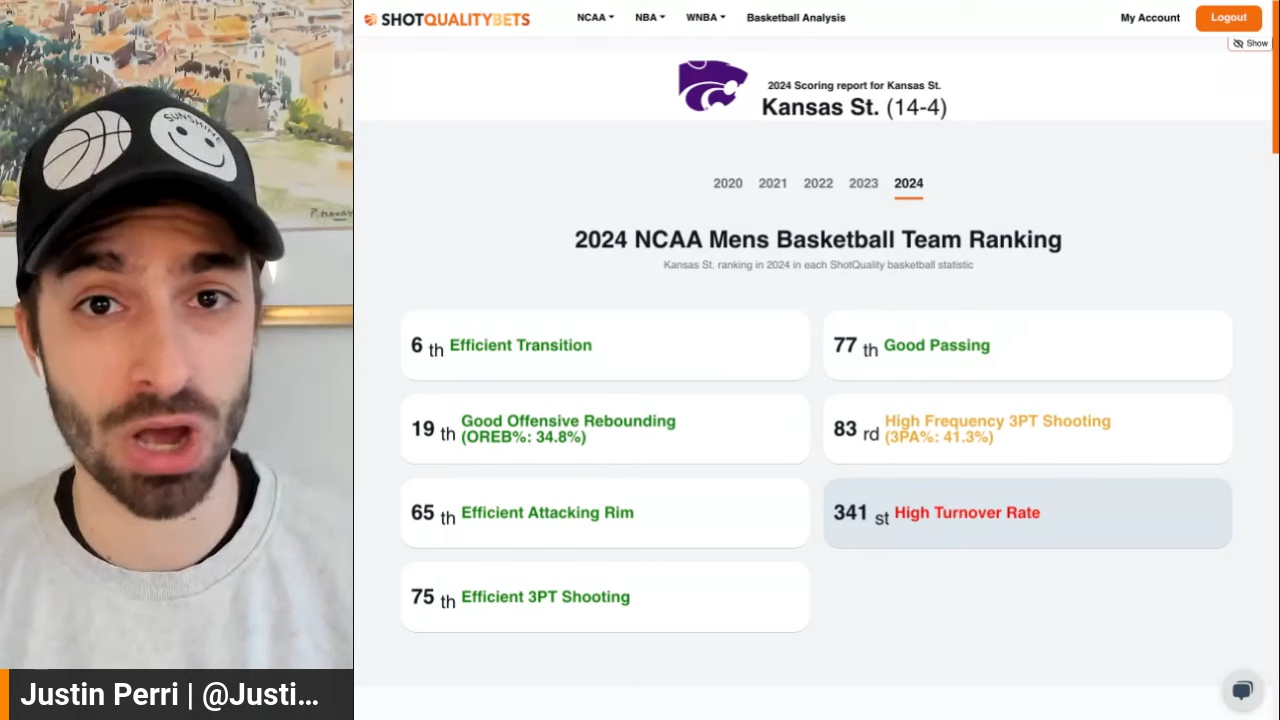 SUNSHINE
Justin Perri | @Justi...
SHOTQUALITYBETS
NCAA
NBA
WNBA
Basketball Analysis
My Account
Logout
Show
2024 Scoring report for Kansas St.
Kansas St. (14-4)
2020
2021
2022
2023
2024
2024 NCAA Mens Basketball Team Ranking
Kansas St. ranking in 2024 in each ShotQuality basketball statistic
6 th Efficient Transition
77 th Good Passing
19 th Good Offensive Rebounding
(OREB%: 34.8%)
83 rd High Frequency 3PT Shooting
(3PA%: 41.3%)
65 th Efficient Attacking Rim
341 st High Turnover Rate
75 th Efficient 3PT Shooting